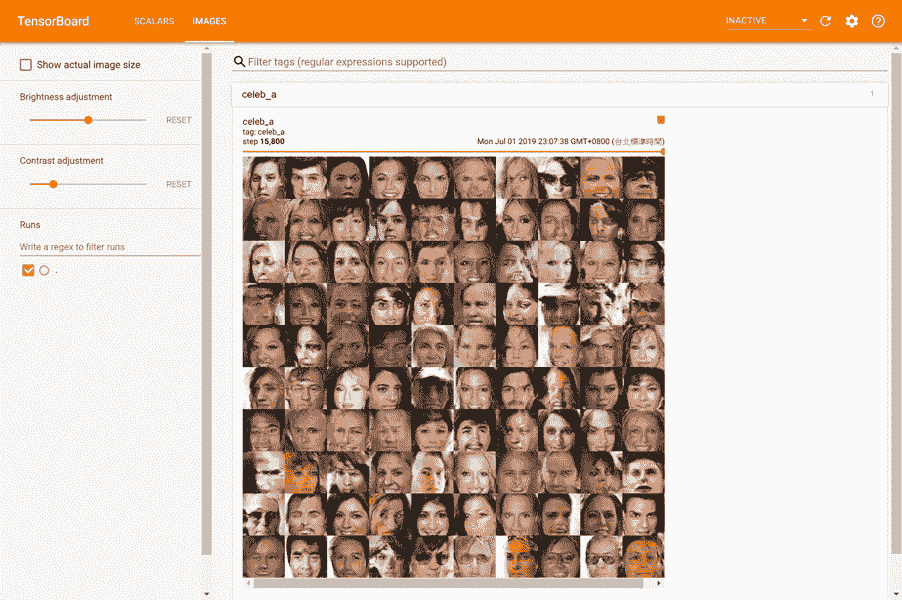 TensorBoard
SCALARS
IMAGES
INACTIVE
Show actual image size
Brightness adjustment
RESET
Contrast adjustment
RESET
Runs
Write a regex to filter runs
.
Filter tags (regular expressions supported)
celeb_a
1
celeb_a
tag: celeb_a
step 15,800
Mon Jul 01 2019 23:07:38 GMT+0800 (台北標準時間)